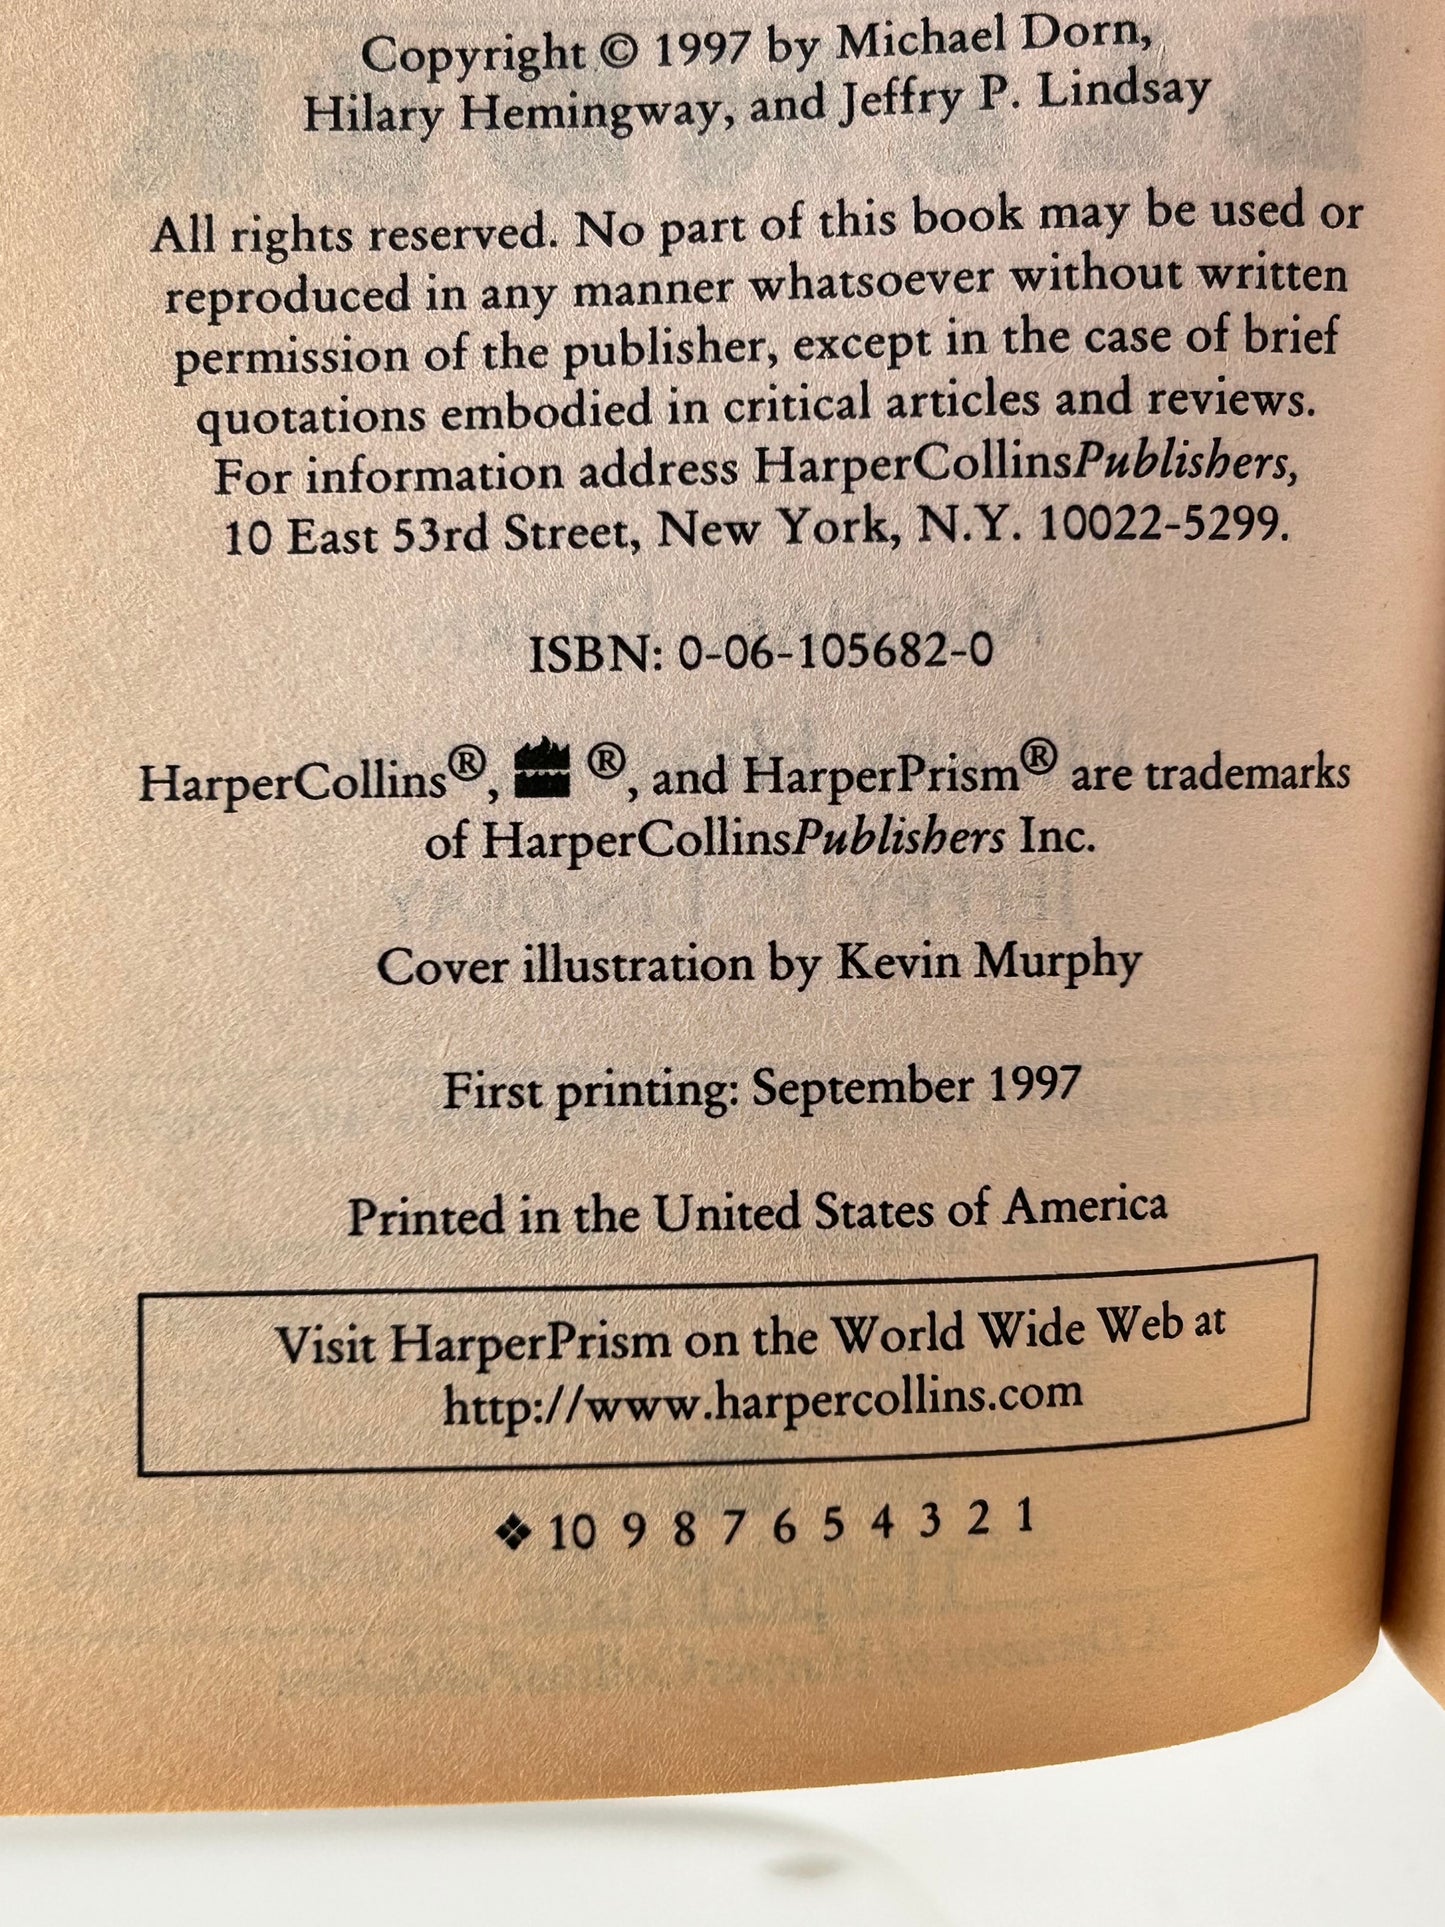 Copyright © 1997 by Michael Dorn,
Hilary Hemingway, and Jeffry P. Lindsay
All rights reserved. No part of this book may be used or
reproduced in any manner whatsoever without written
permission of the publisher, except in the case of brief
quotations embodied in critical articles and reviews.
For information address HarperCollinsPublishers,
10 East 53rd Street, New York, N.Y. 10022-5299.
ISBN: 0-06-105682-0
HarperCollins®, ®, and HarperPrism® are trademarks
of HarperCollinsPublishers Inc.
Cover illustration by Kevin Murphy
First printing: September 1997
Printed in the United States of America
Visit HarperPrism on the World Wide Web at
http://www.harpercollins.com
❖ 10 9 8 7 6 5 4 3 2 1